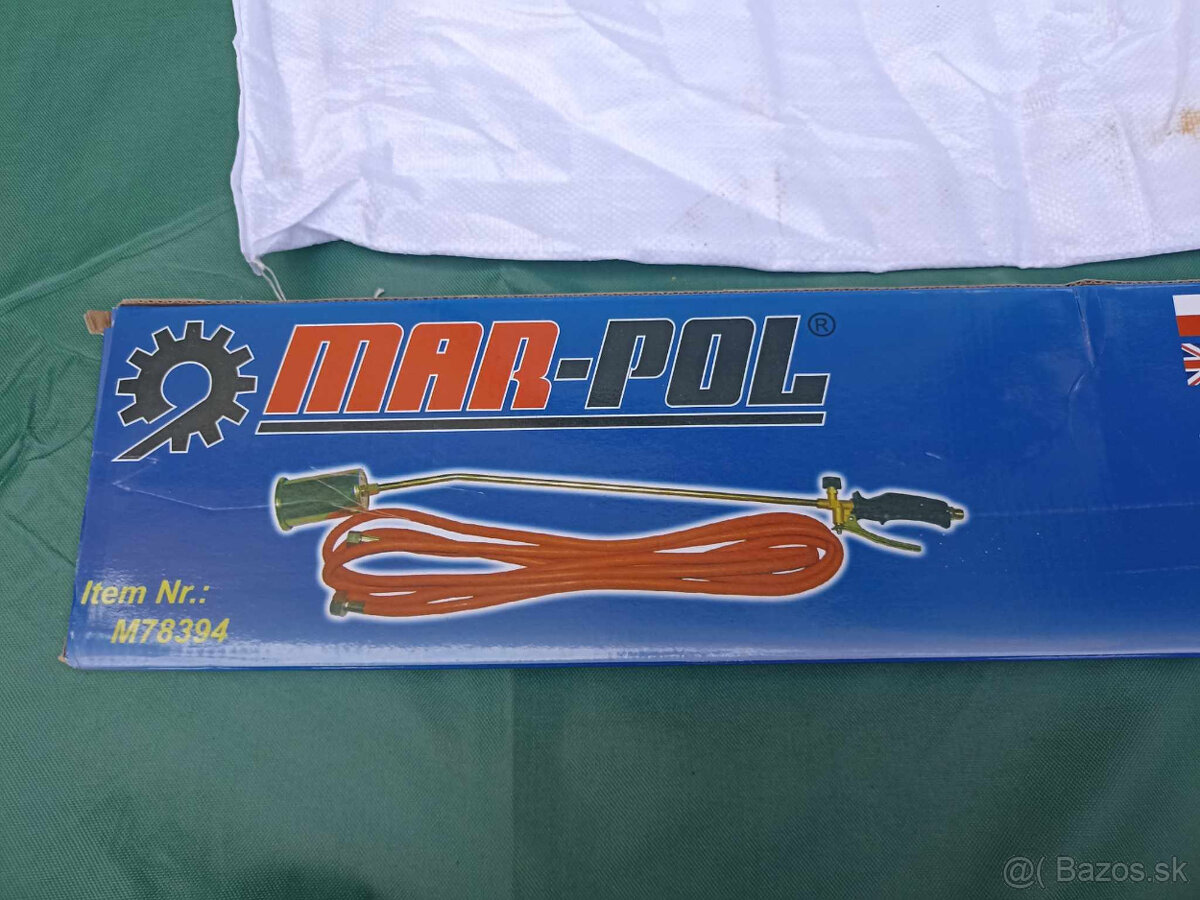 MAR-POL®
Item Nr.:
M78394
@( Bazos.sk